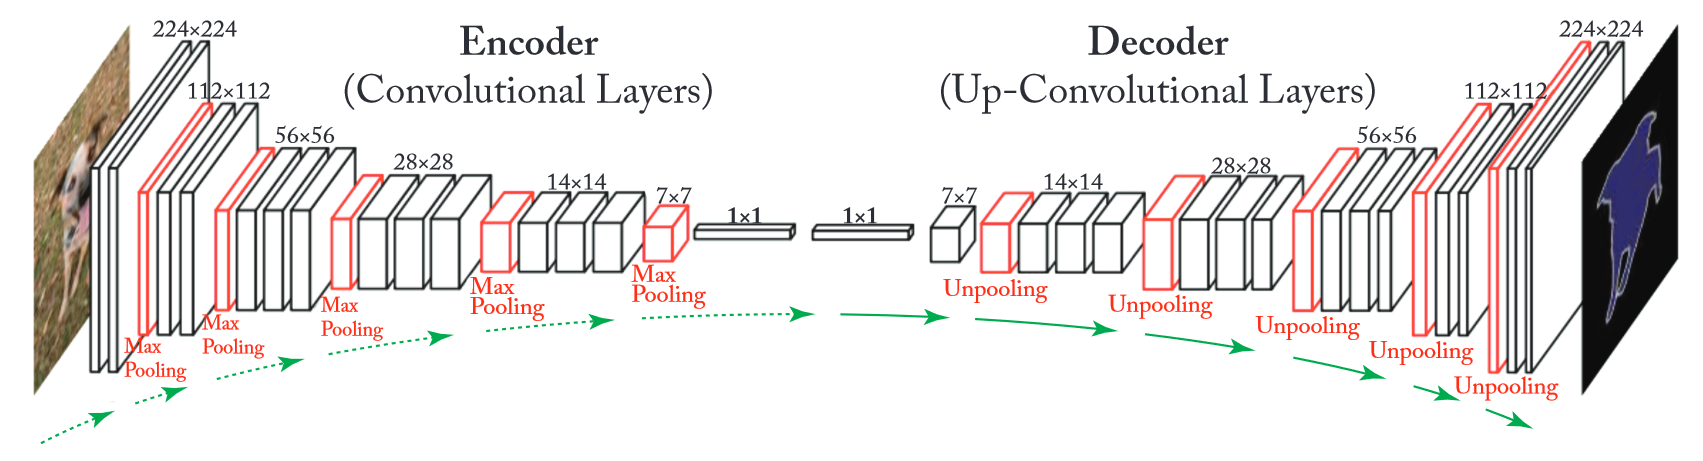 Encoder
(Convolutional Layers)
224×224
112×112
56×56
28×28
14×14
7×7
1×1
Max
Pooling
Max
Pooling
Max
Pooling
Max
Pooling
Max
Pooling
Decoder
(Up-Convolutional Layers)
1×1
7×7
14×14
28×28
56×56
112×112
224×224
Unpooling
Unpooling
Unpooling
Unpooling
Unpooling